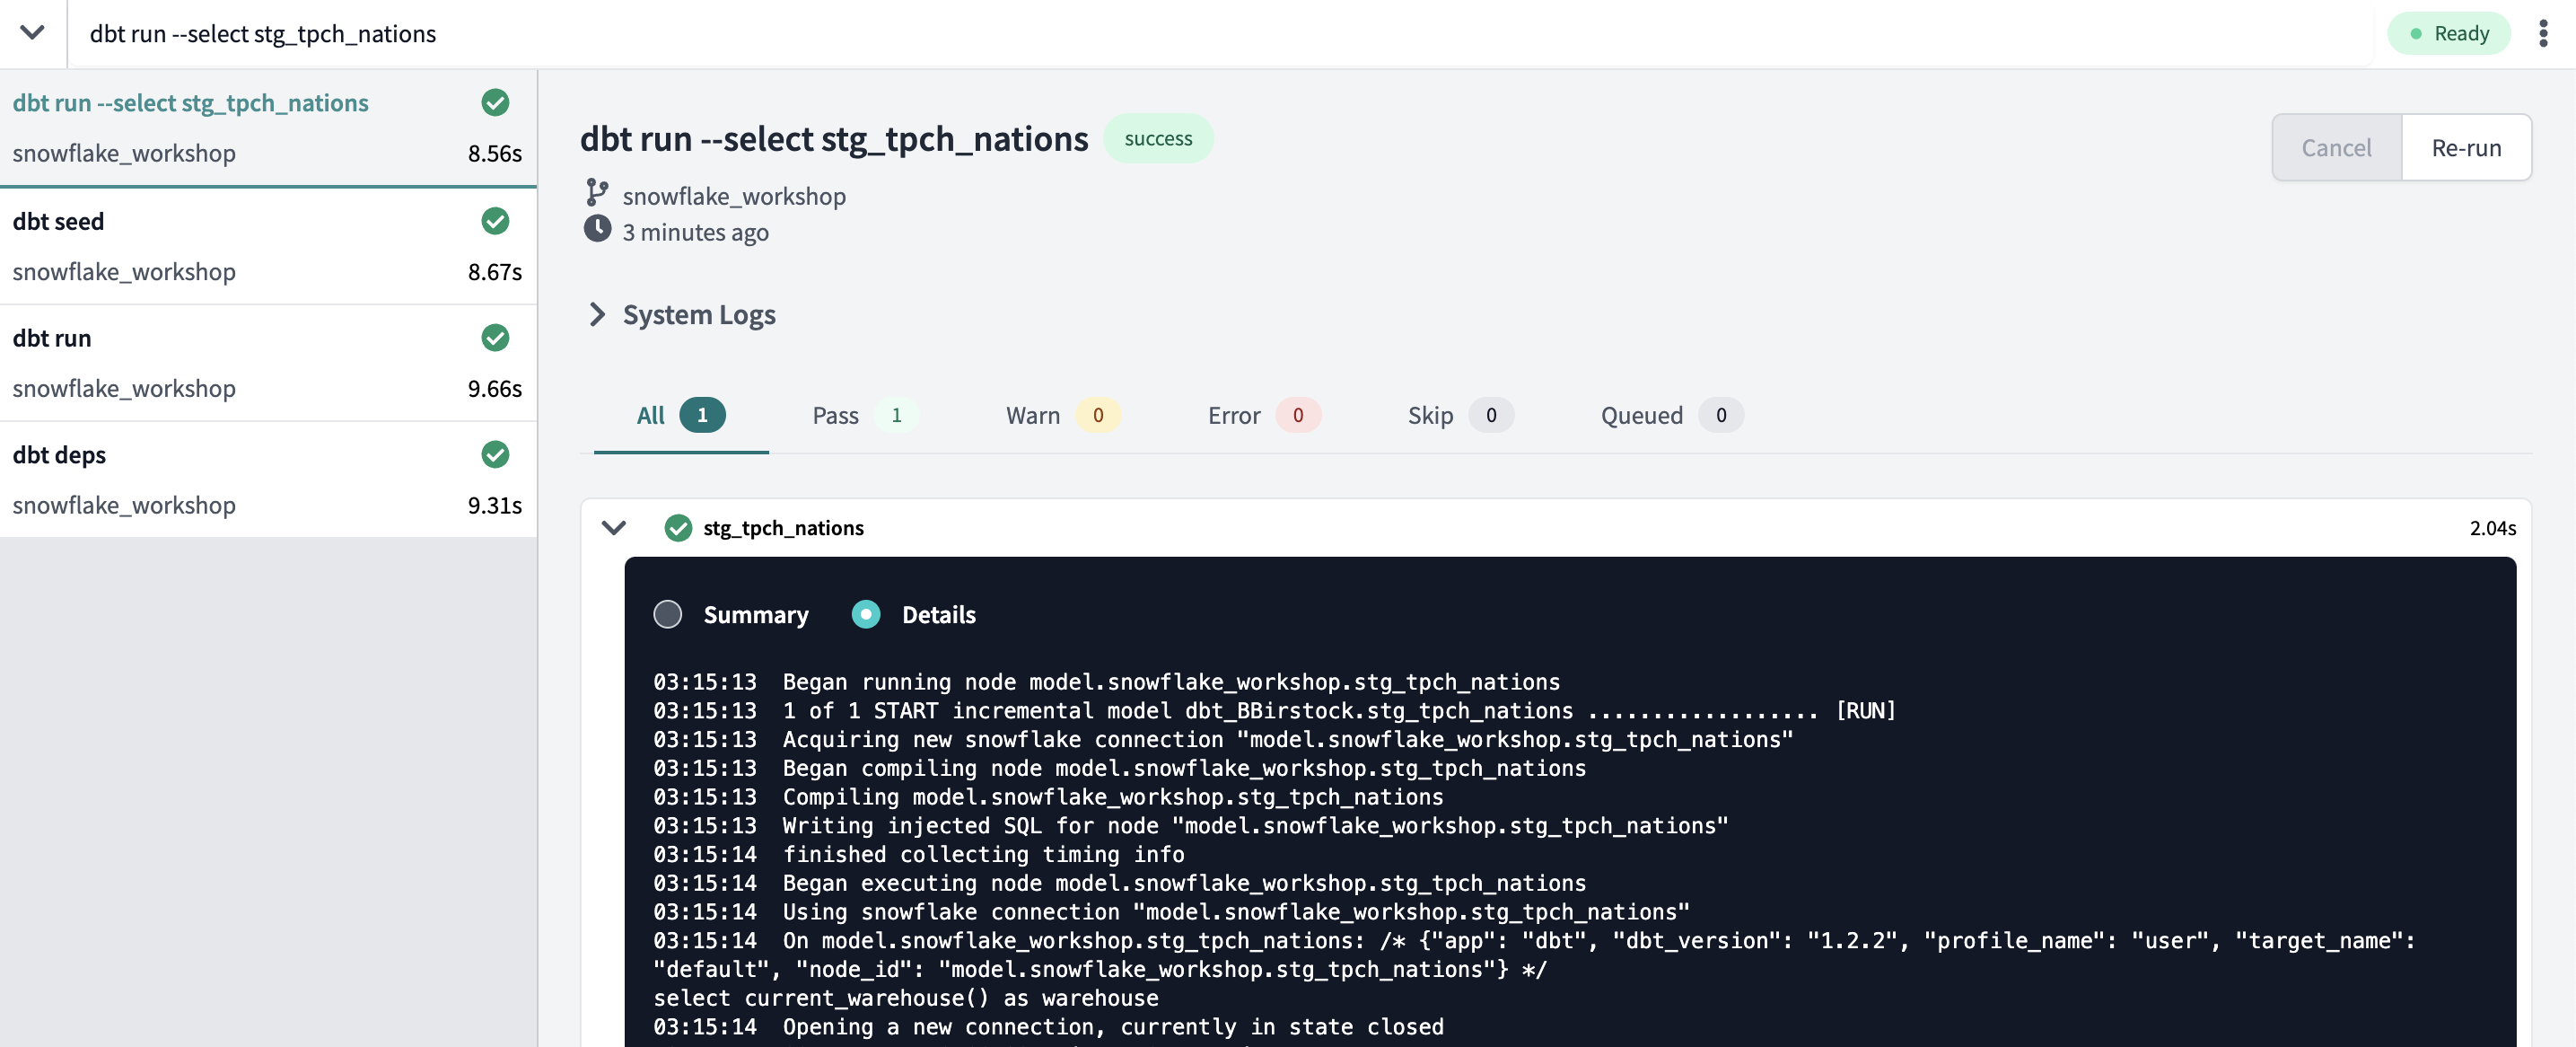 dbt run --select stg_tpch_nations
Ready
dbt run --select stg_tpch_nations
snowflake_workshop 8.56s
dbt seed
snowflake_workshop 8.67s
dbt run
snowflake_workshop 9.66s
dbt deps
snowflake_workshop 9.31s
dbt run --select stg_tpch_nations success
Cancel Re-run
snowflake_workshop
3 minutes ago
System Logs
All 1 Pass 1 Warn 0 Error 0 Skip 0 Queued 0
stg_tpch_nations 2.04s
Summary Details
03:15:13 Began running node model.snowflake_workshop.stg_tpch_nations
03:15:13 1 of 1 START incremental model dbt_BBirstock.stg_tpch_nations .................. [RUN]
03:15:13 Acquiring new snowflake connection "model.snowflake_workshop.stg_tpch_nations"
03:15:13 Began compiling node model.snowflake_workshop.stg_tpch_nations
03:15:13 Compiling model.snowflake_workshop.stg_tpch_nations
03:15:13 Writing injected SQL for node "model.snowflake_workshop.stg_tpch_nations"
03:15:14 finished collecting timing info
03:15:14 Began executing node model.snowflake_workshop.stg_tpch_nations
03:15:14 Using snowflake connection "model.snowflake_workshop.stg_tpch_nations"
03:15:14 On model.snowflake_workshop.stg_tpch_nations: /* {"app": "dbt", "dbt_version": "1.2.2", "profile_name": "user", "target_name":
"default", "node_id": "model.snowflake_workshop.stg_tpch_nations"} */
select current_warehouse() as warehouse
03:15:14 Opening a new connection, currently in state closed